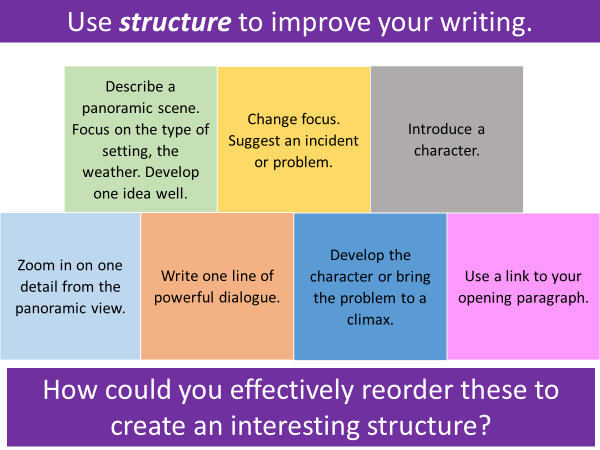 Use structure to improve your writing.
Describe a
panoramic scene.
Focus on the type of
setting, the
weather. Develop
one idea well.
Change focus.
Suggest an incident
or problem.
Introduce a
character.
Zoom in on one
detail from the
panoramic view.
Write one line of
powerful dialogue.
Develop the
character or bring
the problem to a
climax.
Use a link to your
opening paragraph.
How could you effectively reorder these to
create an interesting structure?